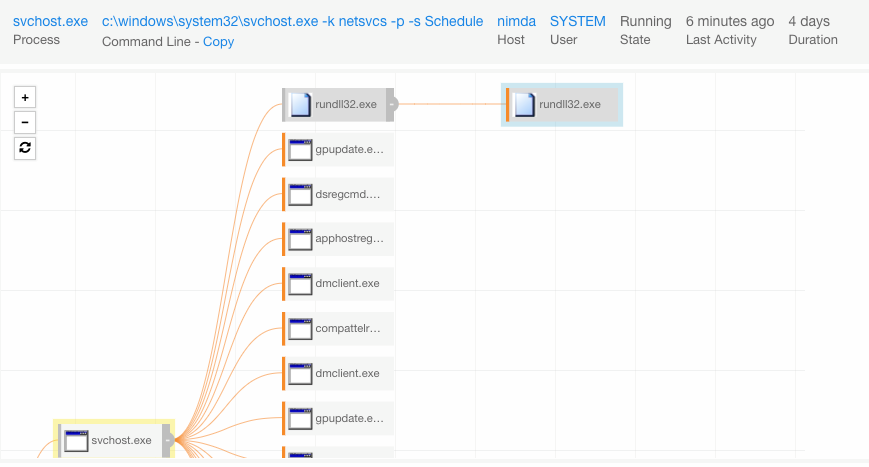 svchost.exe c:\windows\system32\svchost.exe -k netsvcs -p -s Schedule nimda SYSTEM Running 6 minutes ago 4 days
Process Command Line - Copy Host User State Last Activity Duration
+
−
rundll32.exe - rundll32.exe
gpupdate.e...
dsregcmd....
apphostreg...
dmclient.exe
compattelr...
dmclient.exe
gpupdate.e...
svchost.exe -